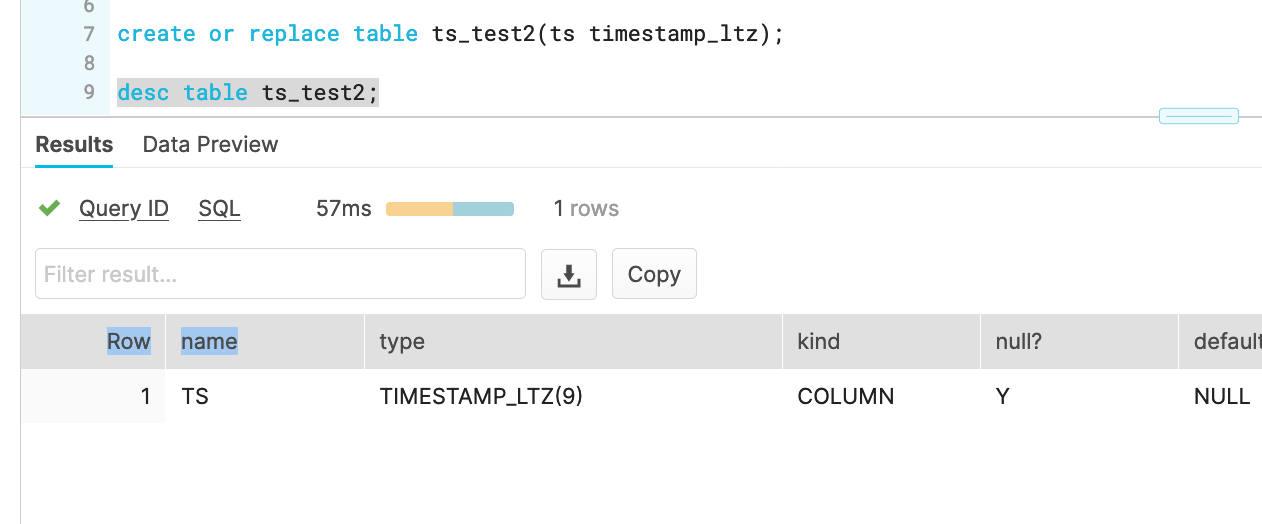 6
7 create or replace table ts_test2(ts timestamp_ltz);
8
9 desc table ts_test2;
Results Data Preview
Query ID SQL 57ms 1 rows
Filter result... Copy
Row name type kind null? default
1 TS TIMESTAMP_LTZ(9) COLUMN Y NULL